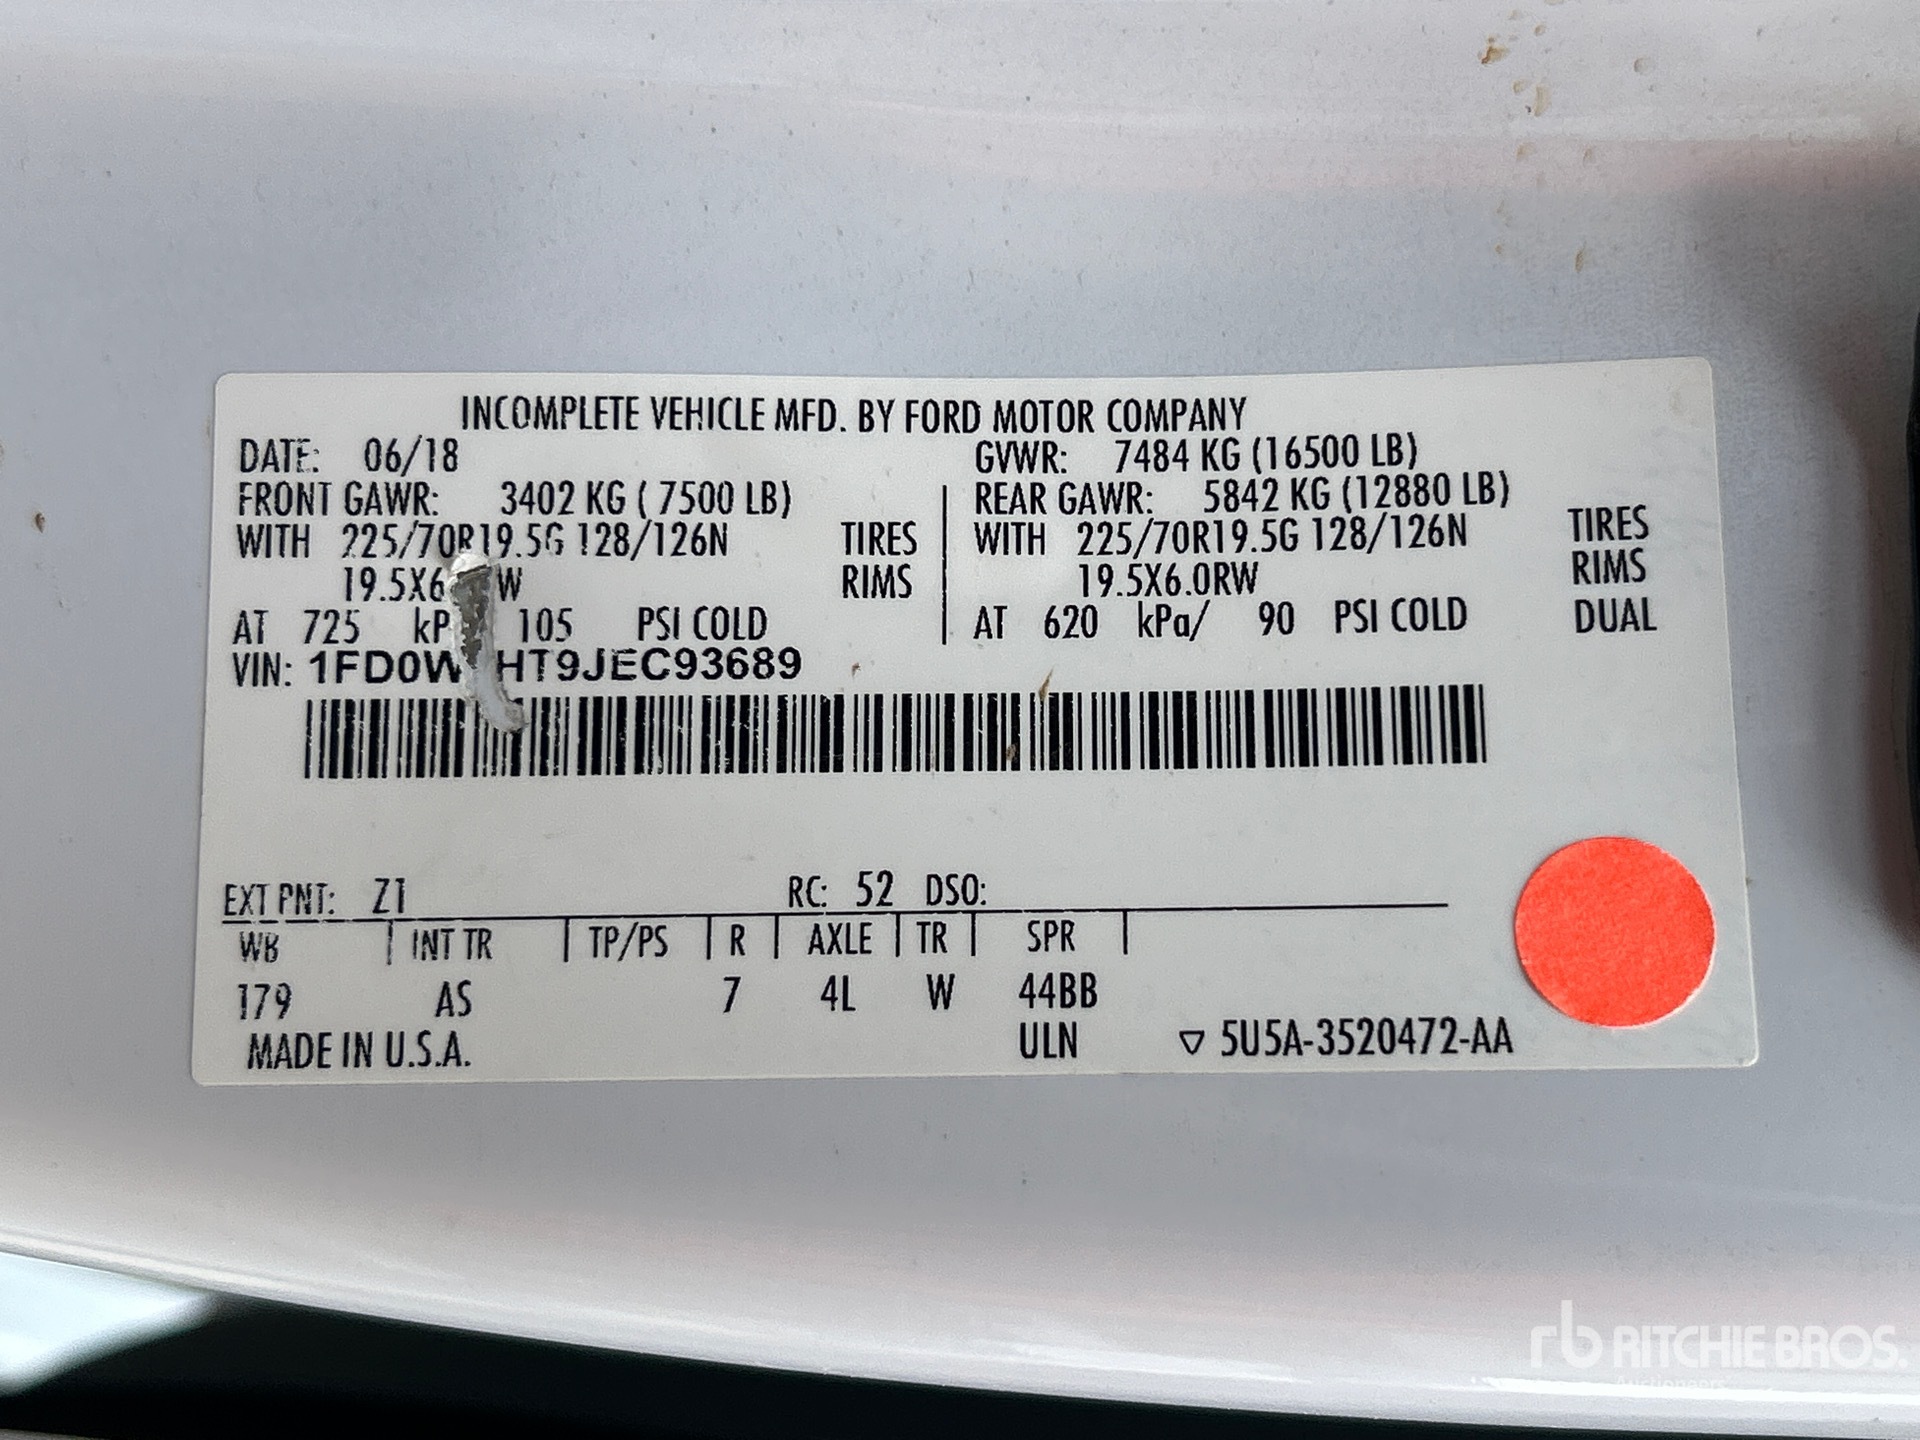 INCOMPLETE VEHICLE MFD. BY FORD MOTOR COMPANY
DATE: 06/18 GVWR: 7484 KG (16500 LB)
FRONT GAWR: 3402 KG ( 7500 LB) REAR GAWR: 5842 KG (12880 LB)
WITH 225/70R19.5G 128/126N TIRES WITH 225/70R19.5G 128/126N TIRES
RIMS 19.5X6.0RW RIMS
AT 725 105 PSI COLD AT 620 kPa/ 90 PSI COLD DUAL
VIN:
EXT PNT: Z1 RC: 52 DSO:
WB INT TR TP/PS R AXLE TR SPR
179 AS 7 4L W 44BB
MADE IN U.S.A. ULN ▽ 5U5A-3520472-AA
rb RITCHIE BROS.
Auctioneers